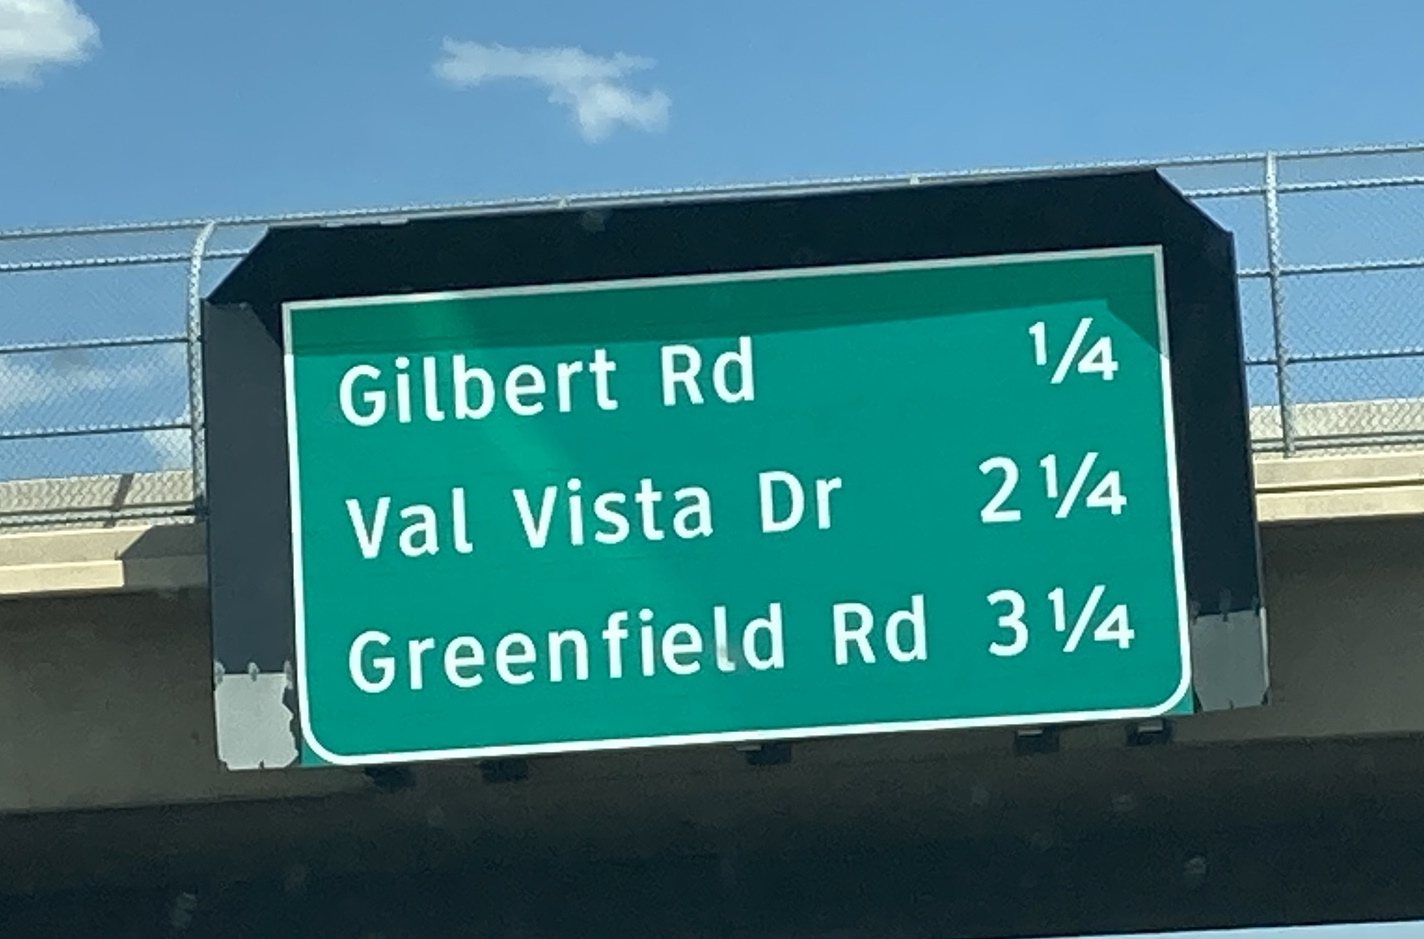 Gilbert Rd ¼
Val Vista Dr 2 ¼
Greenfield Rd 3 ¼